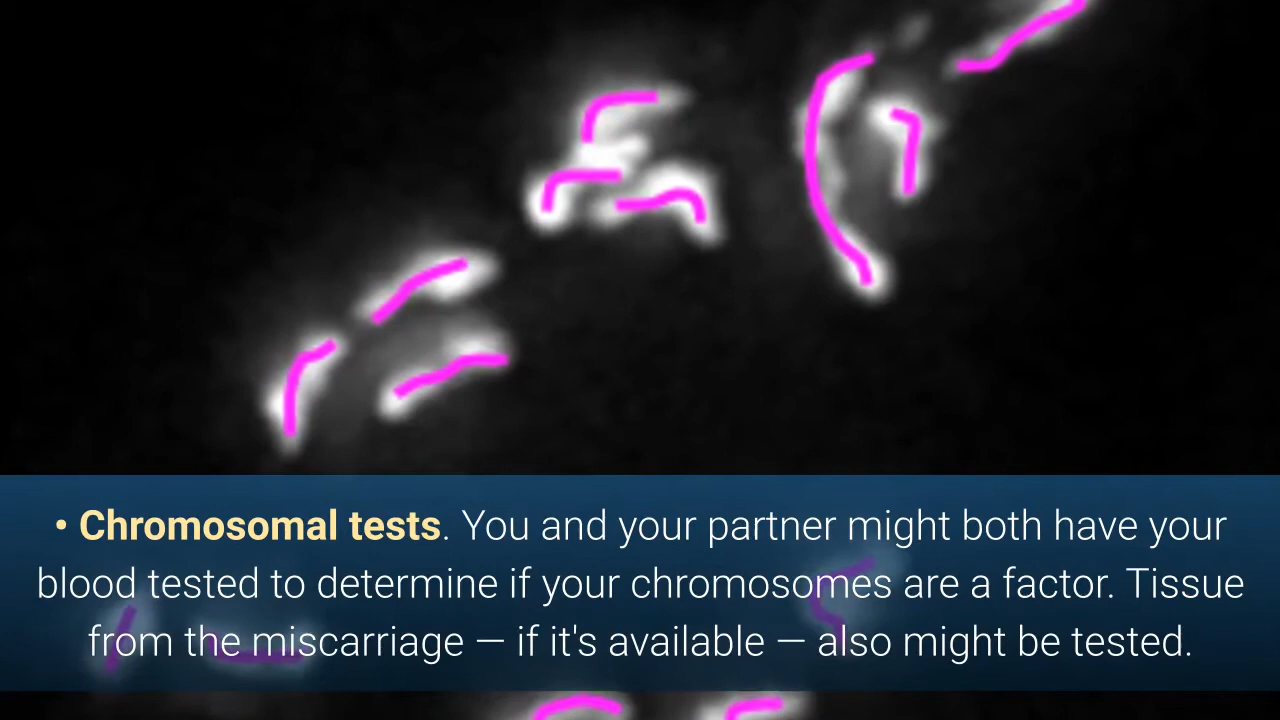 • Chromosomal tests. You and your partner might both have your
blood tested to determine if your chromosomes are a factor. Tissue
from the miscarriage — if it's available — also might be tested.